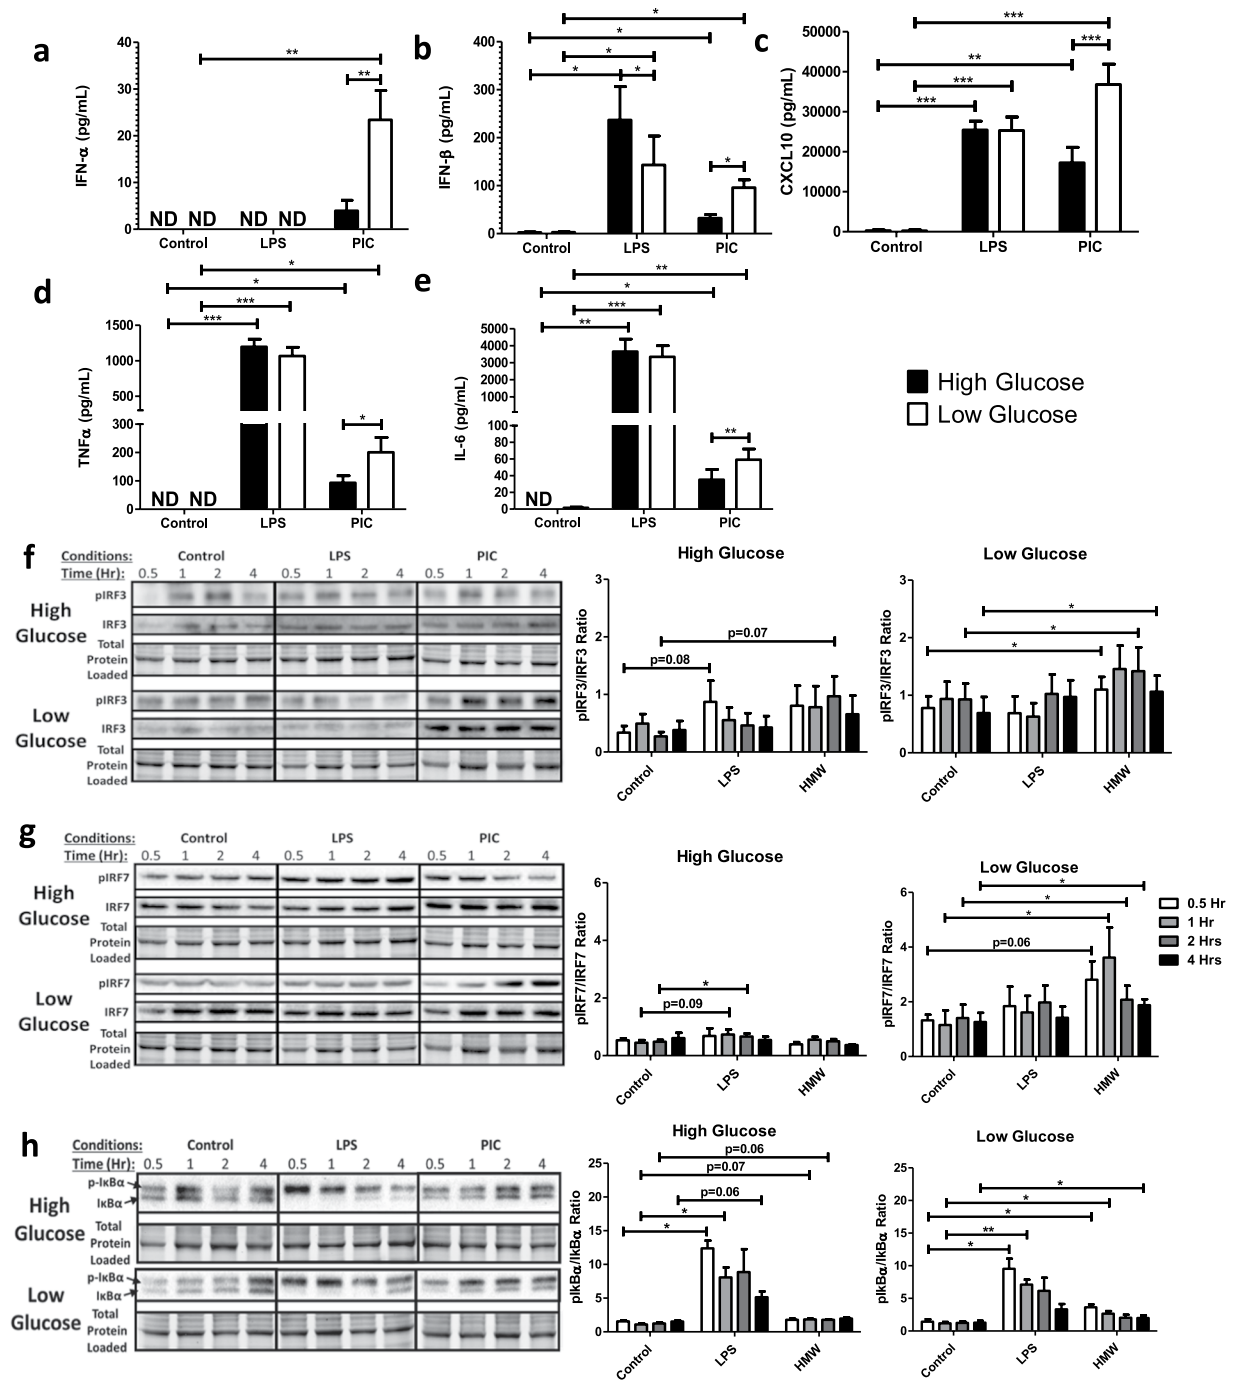 a
40
30
20
10
0
IFN-α (pg/mL)
**
**
ND ND ND ND
Control LPS PIC
b
400
300
200
100
0
IFN-β (pg/mL)
*
*
*
* *
*
Control LPS PIC
c
50000
40000
30000
20000
10000
0
CXCL10 (pg/mL)
***
***
**
***
***
Control LPS PIC
d
1500
1000
500
300
200
100
0
TNFα (pg/mL)
*
*
***
***
*
ND ND
Control LPS PIC
e
5000
4000
3000
2000
1000
0
100
80
60
40
20
0
IL-6 (pg/mL)
**
*
***
**
**
ND
Control LPS PIC
High Glucose
Low Glucose
f
Conditions: Control LPS PIC
Time (Hr): 0.5 1 2 4 0.5 1 2 4 0.5 1 2 4
High Glucose
pIRF3
IRF3
Total Protein Loaded
Low Glucose
pIRF3
IRF3
Total Protein Loaded
High Glucose
3
2
1
0
pIRF3/IRF3 Ratio
p=0.07
p=0.08
Control LPS HMW
Low Glucose
3
2
1
0
pIRF3/IRF3 Ratio
*
*
*
Control LPS HMW
g
Conditions: Control LPS PIC
Time (Hr): 0.5 1 2 4 0.5 1 2 4 0.5 1 2 4
High Glucose
pIRF7
IRF7
Total Protein Loaded
Low Glucose
pIRF7
IRF7
Total Protein Loaded
High Glucose
6
4
2
0
pIRF7/IRF7 Ratio
*
p=0.09
Control LPS HMW
Low Glucose
6
4
2
0
pIRF7/IRF7 Ratio
*
*
*
p=0.06
Control LPS HMW
0.5 Hr
1 Hr
2 Hrs
4 Hrs
h
Conditions: Control LPS PIC
Time (Hr): 0.5 1 2 4 0.5 1 2 4 0.5 1 2 4
High Glucose
p-IκBα
IκBα
Total Protein Loaded
Low Glucose
p-IκBα
IκBα
Total Protein Loaded
High Glucose
25
20
15
10
5
0
pIkBα/IkBα Ratio
p=0.06
p=0.07
p=0.06
*
*
Control LPS HMW
Low Glucose
25
20
15
10
5
0
pIkBα/IkBα Ratio
*
*
*
**
*
Control LPS HMW